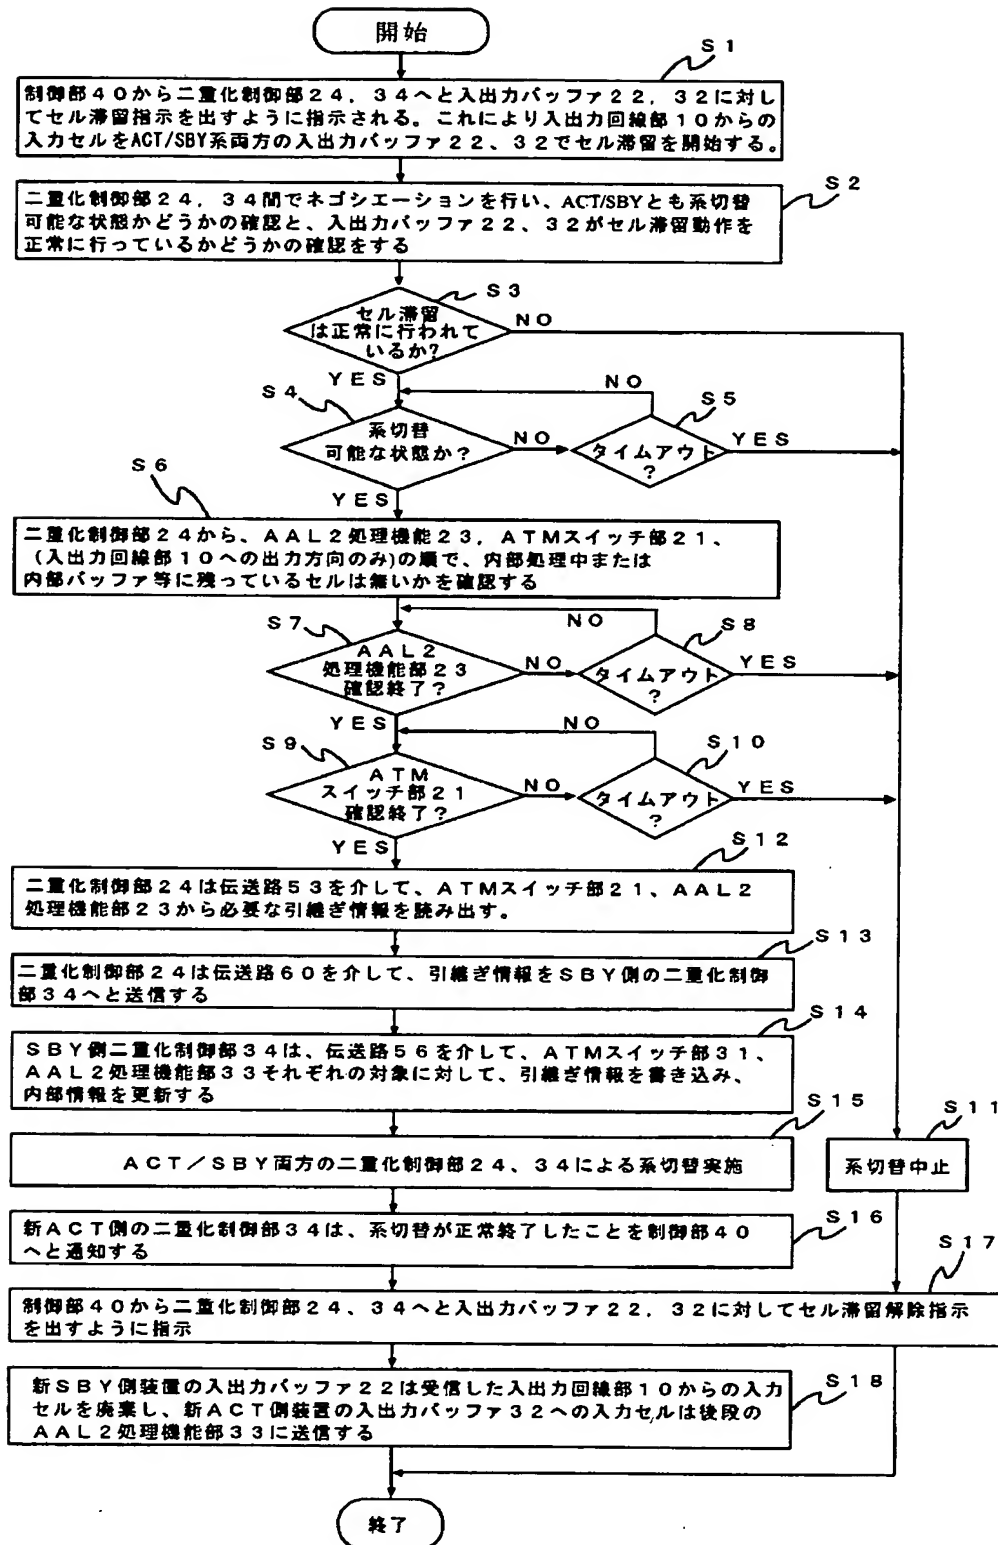 開始
S1
制御部40から二重化制御部24,34へと入出力バッファ22,32に対し
てセル滞留指示を出すように指示される。これにより入出力回線部10からの
入力セルをACT/SBY系両方の入出力バッファ22、32でセル滞留を開始する。
S2
二重化制御部24,34間でネゴシエーションを行い、ACT/SBYとも系切替
可能な状態かどうかの確認と、入出力バッファ22、32がセル滞留動作を
正常に行っているかどうかの確認をする
S3
セル滞留
は正常に行われて
いるか?
NO
YES
S4
系切替
可能な状態か?
NO
NO
S5
タイムアウト
?
YES
YES
S6
二重化制御部24から、AAL2処理機能23,ATMスイッチ部21、
(入出力回線部10への出力方向のみ)の順で、内部処理中または
内部バッファ等に残っているセルは無いかを確認する
S7
AAL2
処理機能部23
確認終了?
NO
NO
S8
タイムアウト
?
YES
YES
S9
ATM
スイッチ部21
確認終了?
NO
NO
S10
タイムアウト
?
YES
YES
S12
二重化制御部24は伝送路53を介して、ATMスイッチ部21、AAL2
処理機能部23から必要な引継ぎ情報を読み出す。
S13
二重化制御部24は伝送路60を介して、引継ぎ情報をSBY側の二重化制御
部34へと送信する
S14
SBY側二重化制御部34は、伝送路56を介して、ATMスイッチ部31、
AAL2処理機能部33それぞれの対象に対して、引継ぎ情報を書き込み、
内部情報を更新する
S15
ACT/SBY両方の二重化制御部24、34による系切替実施
S11
系切替中止
S16
新ACT側の二重化制御部34は、系切替が正常終了したことを制御部40
へと通知する
S17
制御部40から二重化制御部24、34へと入出力バッファ22,32に対してセル滞留解除指示
を出すように指示
S18
新SBY側装置の入出力バッファ22は受信した入出力回線部10からの入力
セルを廃棄し、新ACT側装置の入出力バッファ32への入力セルは後段の
AAL2処理機能部33に送信する
終了